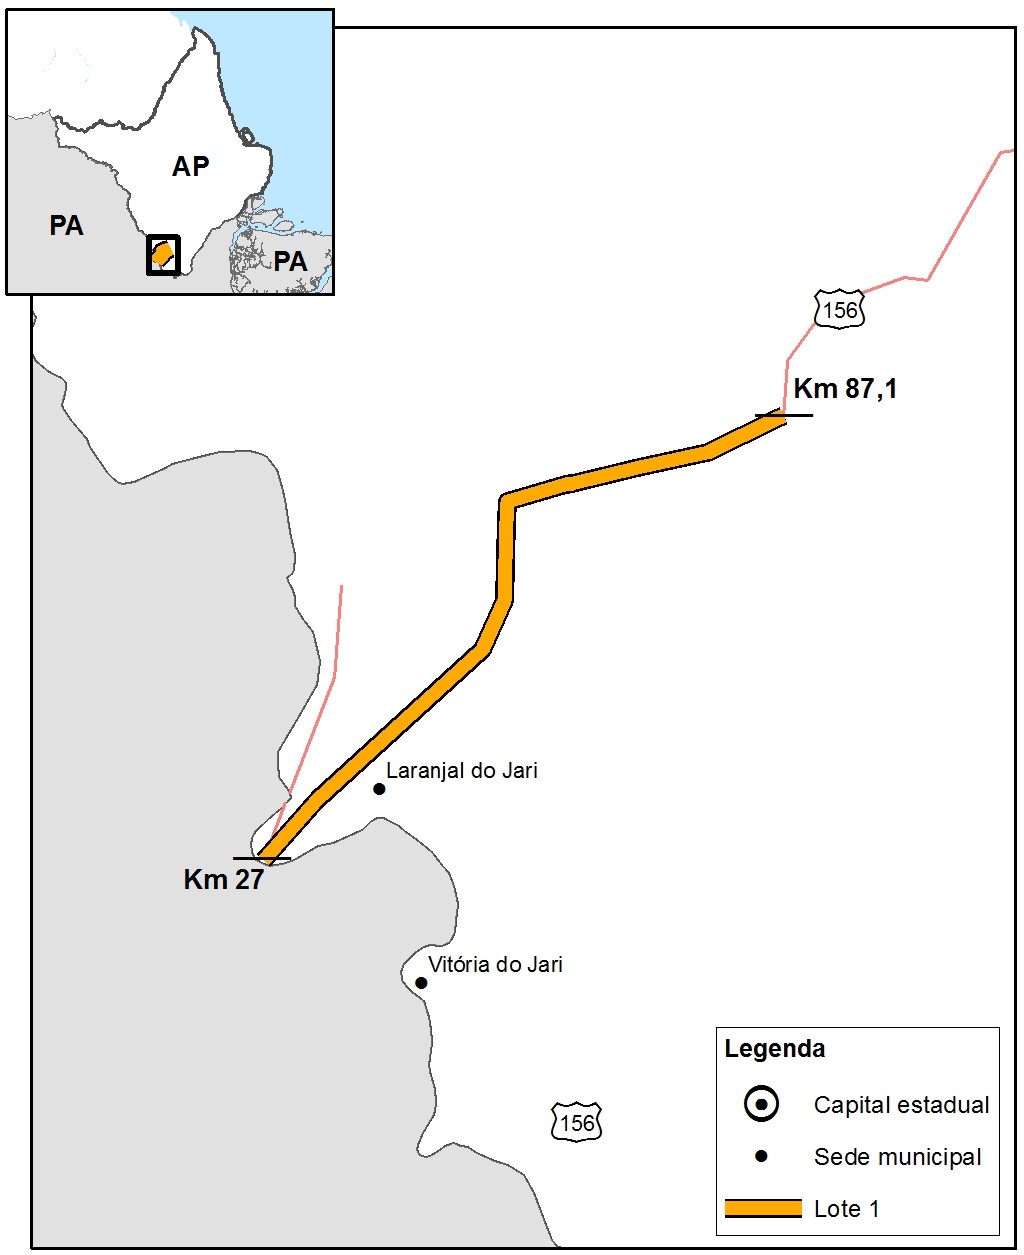 AP
PA
PA
156
Km 87,1
Laranjal do Jari
Km 27
Vitória do Jari
156
Legenda
Capital estadual
Sede municipal
Lote 1